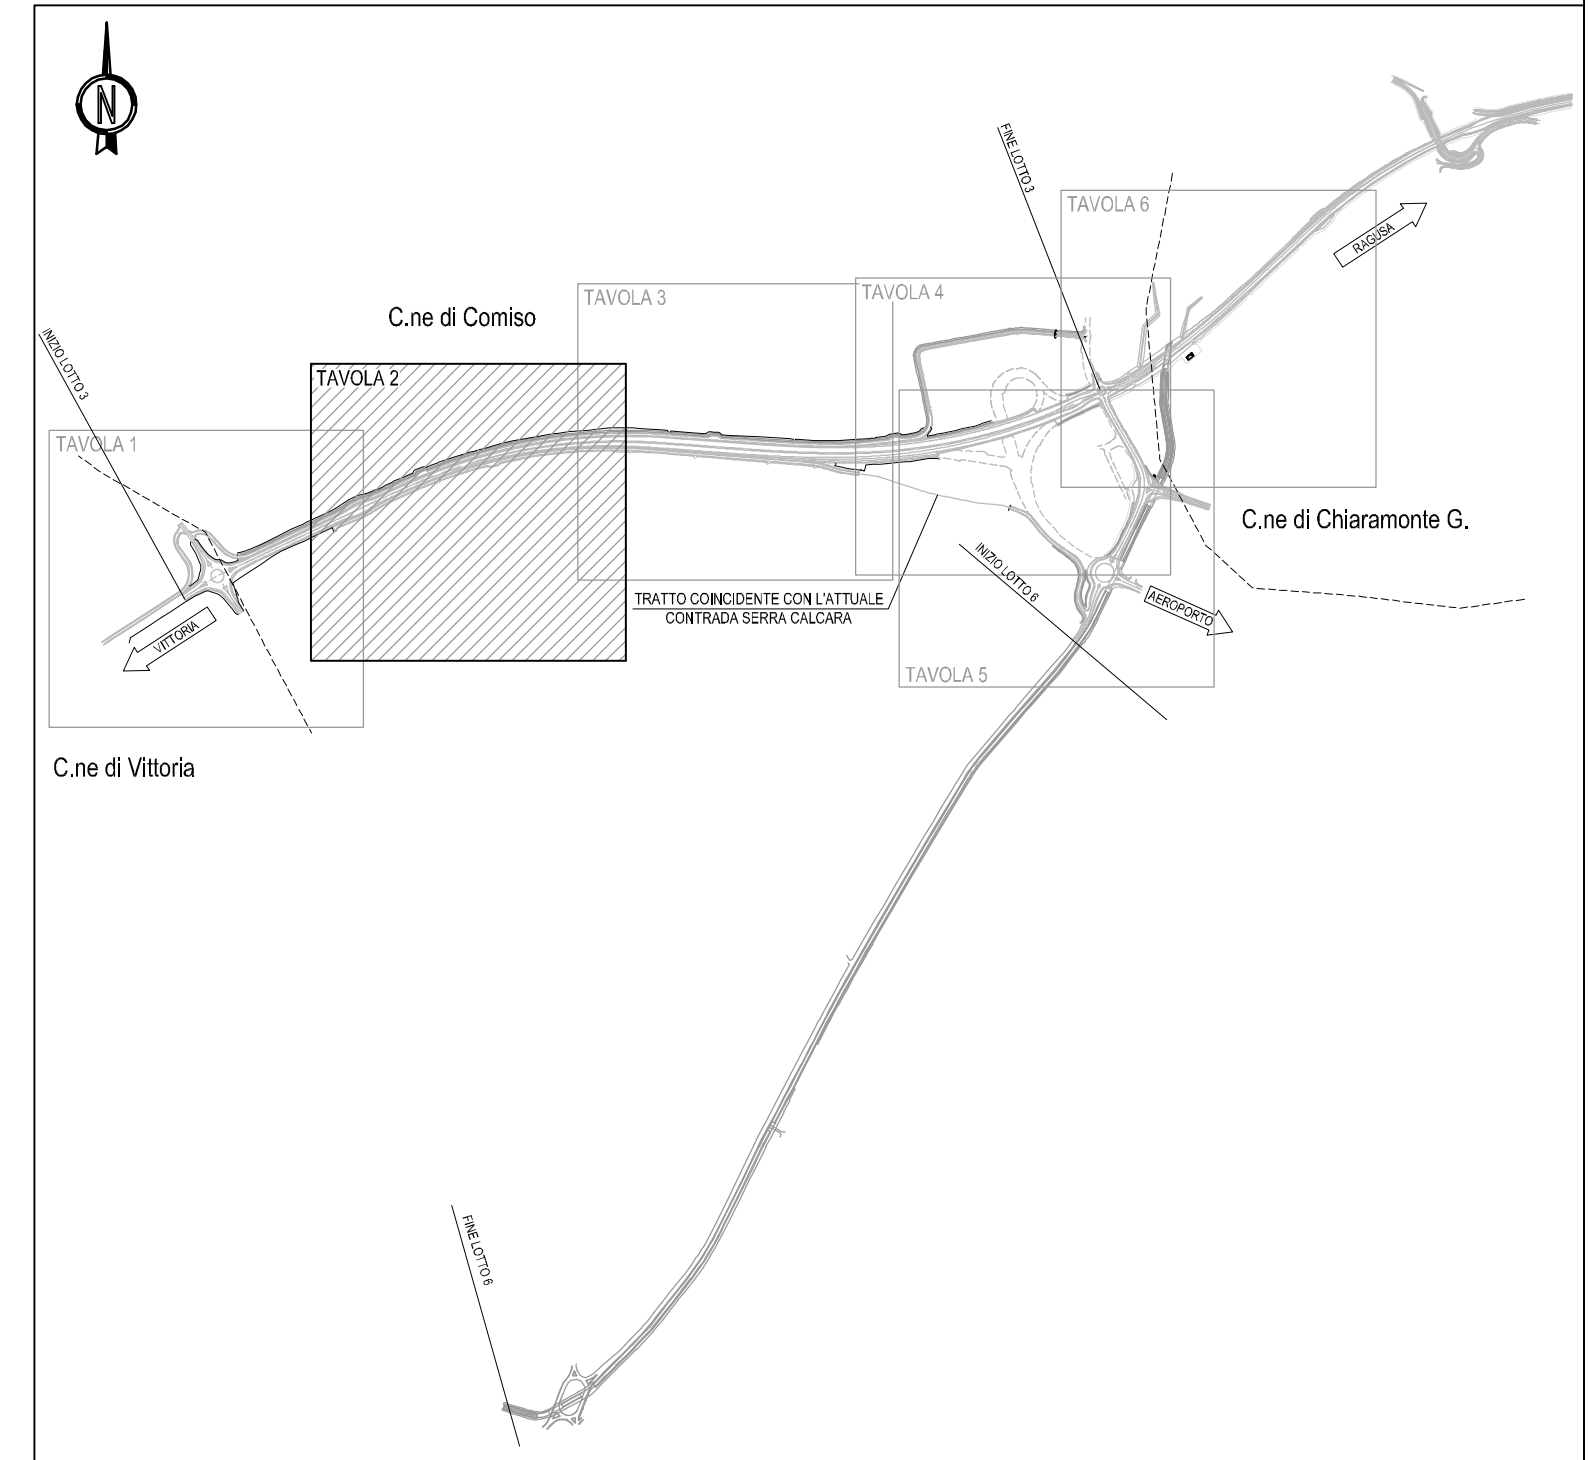 N
FINE LOTTO 3
TAVOLA 6
RAGUSA
TAVOLA 3
TAVOLA 4
C.ne di Comiso
INIZIO LOTTO 3
TAVOLA 2
TAVOLA 1
C.ne di Chiaramonte G.
INIZIO LOTTO 6
TRATTO COINCIDENTE CON L'ATTUALE
CONTRADA SERRA CALCARA
AEROPORTO
VITTORIA
TAVOLA 5
C.ne di Vittoria
FINE LOTTO 6